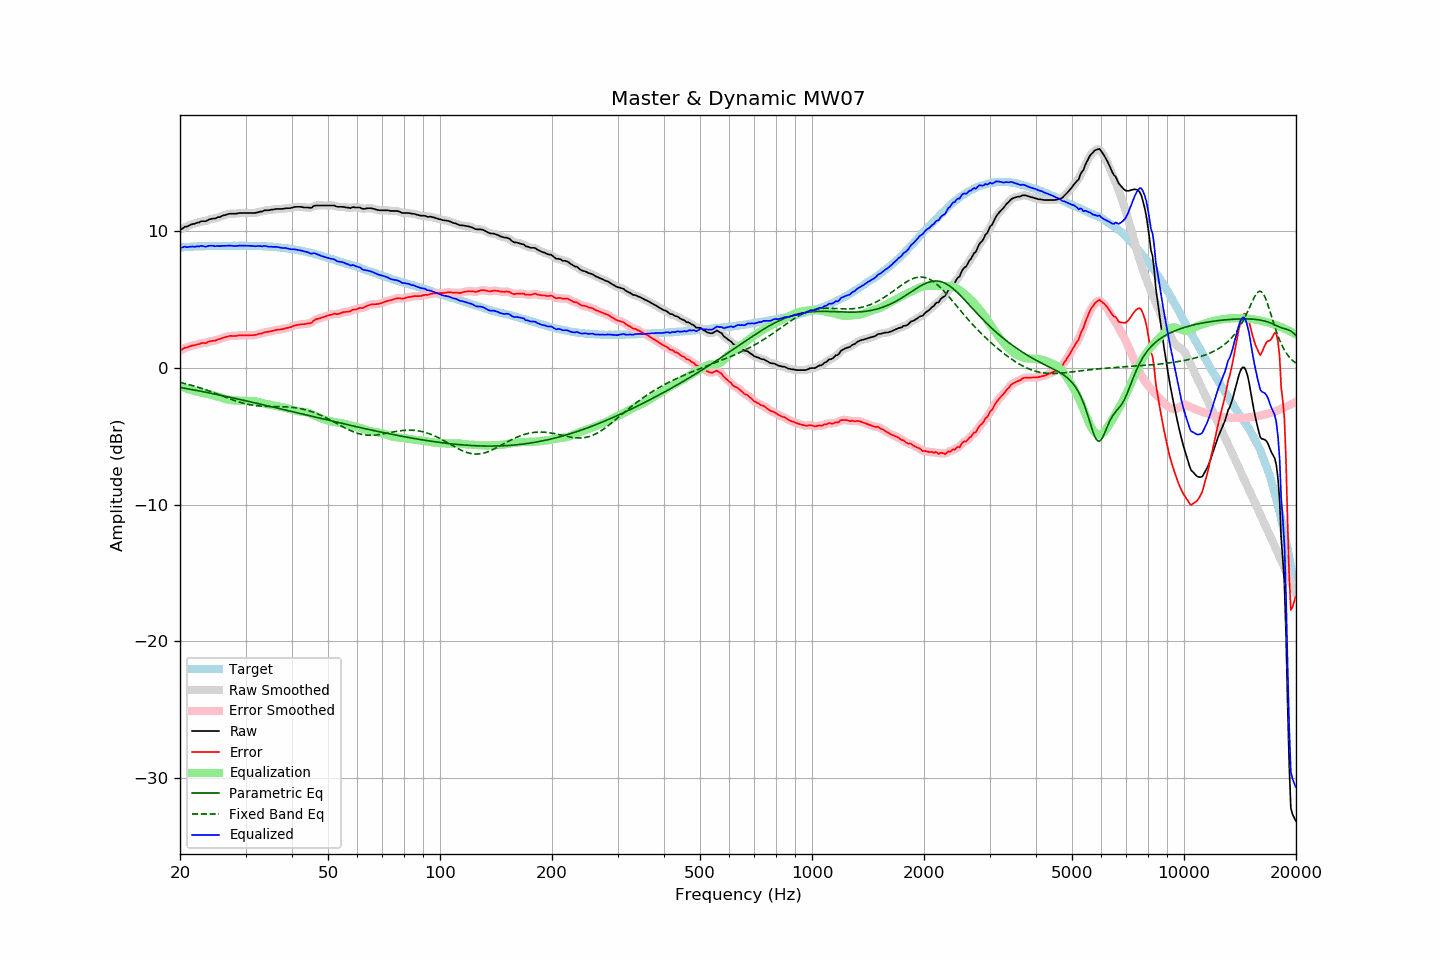 Master & Dynamic MW07
Amplitude (dBr)
10
0
−10
−20
−30
Target
Raw Smoothed
Error Smoothed
Raw
Error
Equalization
Parametric Eq
Fixed Band Eq
Equalized
20 50 100 200 500 1000 2000 5000 10000 20000
Frequency (Hz)